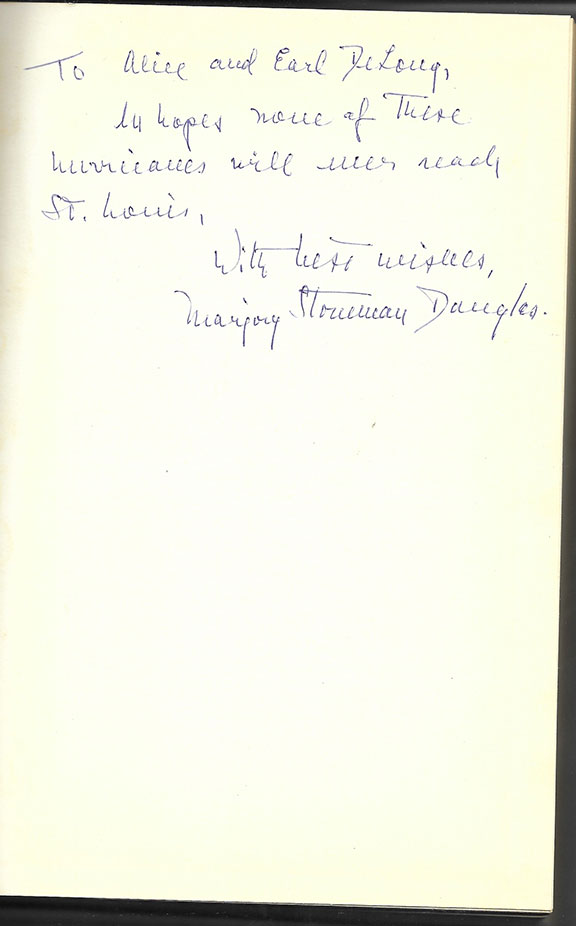 To Alice and Earl DeLong,
In hopes none of These
hurricanes will ever reach
St. Louis,
With best wishes,
Marjory Stoneman Douglas.